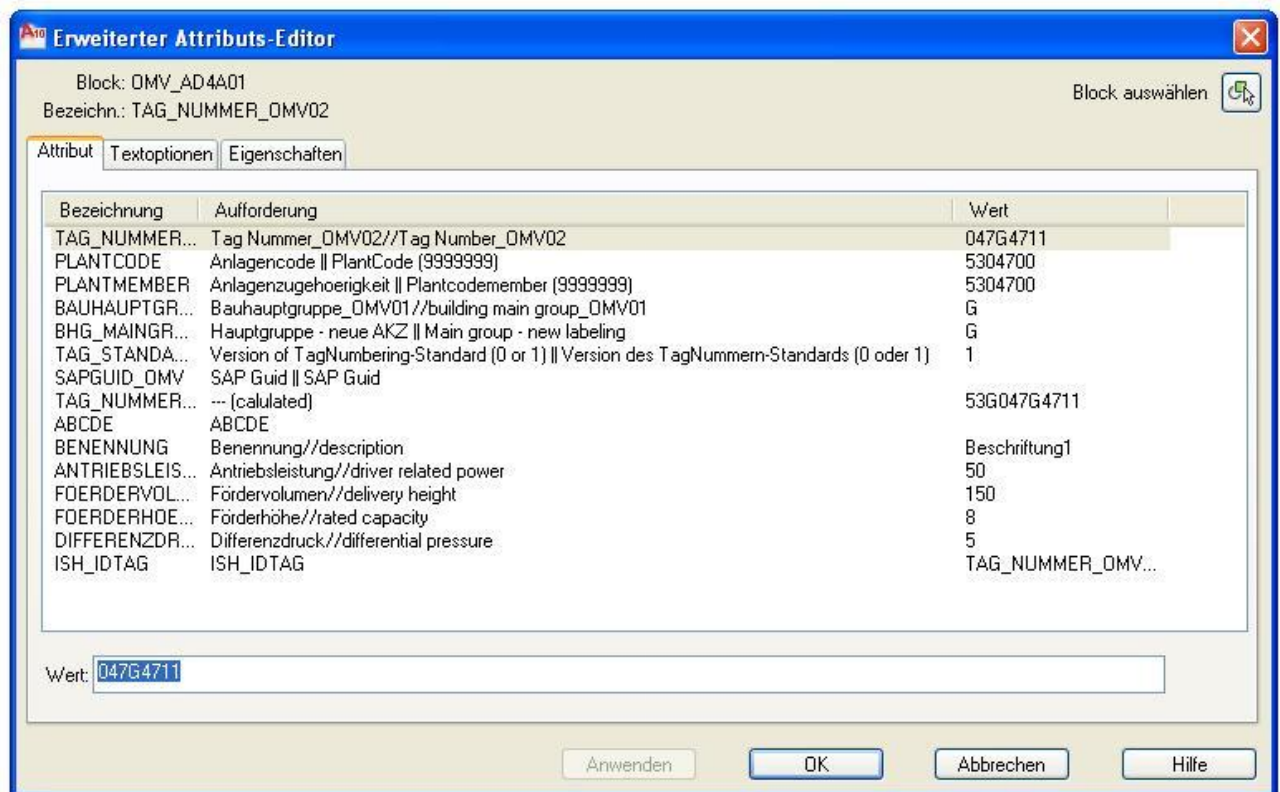 A10 Erweiterter Attributs-Editor
Block: OMV_AD4A01
Block auswählen
Bezeichn.: TAG_NUMMER_OMV02
Attribut Textoptionen Eigenschaften
Bezeichnung Aufforderung Wert
TAG_NUMMER... Tag Nummer_OMV02//Tag Number_OMV02 047G4711
PLANTCODE Anlagencode || PlantCode (9999999) 5304700
PLANTMEMBER Anlagenzugehoerigkeit || Plantcodemember (9999999) 5304700
BAUHAUPTGR... Bauhauptgruppe_OMV01//building main group_OMV01 G
BHG_MAINGR... Hauptgruppe - neue AKZ || Main group - new labeling G
TAG_STANDA... Version of TagNumbering-Standard (0 or 1) || Version des TagNummern-Standards (0 oder 1) 1
SAPGUID_OMV SAP Guid || SAP Guid
TAG_NUMMER... --- (calulated) 53G047G4711
ABCDE ABCDE
BENENNUNG Benennung//description Beschriftung1
ANTRIEBSLEIS... Antriebsleistung//driver related power 50
FOERDERVOL... Fördervolumen//delivery height 150
FOERDERHOE... Förderhöhe//rated capacity 8
DIFFERENZDR... Differenzdruck//differential pressure 5
ISH_IDTAG ISH_IDTAG TAG_NUMMER_OMV...
Wert: 047G4711
Anwenden OK Abbrechen Hilfe